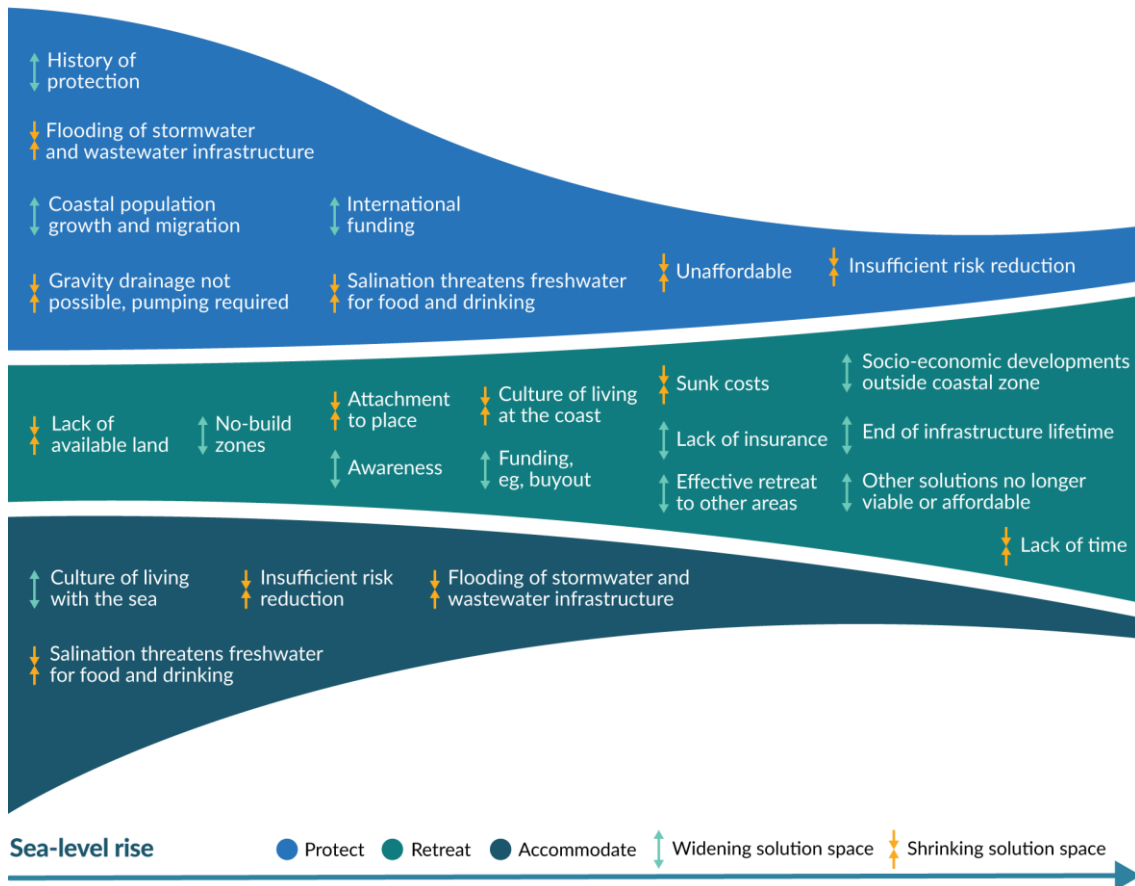 History of
protection
Flooding of stormwater
and wastewater infrastructure
Coastal population
growth and migration
International
funding
Gravity drainage not
possible, pumping required
Salination threatens freshwater
for food and drinking
Unaffordable
Insufficient risk reduction
Lack of
available land
No-build
zones
Attachment
to place
Awareness
Culture of living
at the coast
Funding,
eg, buyout
Sunk costs
Lack of insurance
Effective retreat
to other areas
Socio-economic developments
outside coastal zone
End of infrastructure lifetime
Other solutions no longer
viable or affordable
Lack of time
Culture of living
with the sea
Insufficient risk
reduction
Flooding of stormwater and
wastewater infrastructure
Salination threatens freshwater
for food and drinking
Sea-level rise
Protect
Retreat
Accommodate
Widening solution space
Shrinking solution space